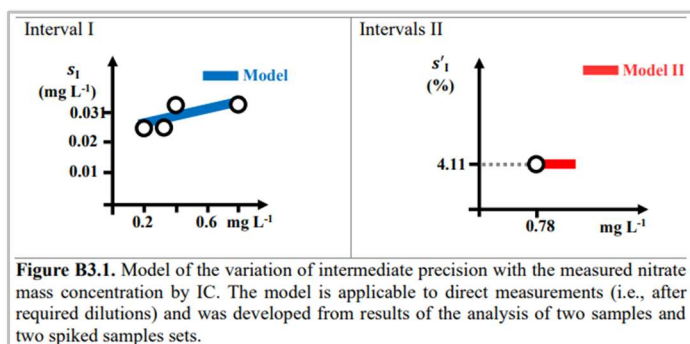 Interval I
s_I
(mg L⁻¹)
Model
0.031
0.02
0.01
0.2
0.6
mg L⁻¹
Intervals II
s′_I
(%)
Model II
4.11
0.78
mg L⁻¹
Figure B3.1. Model of the variation of intermediate precision with the measured nitrate
mass concentration by IC. The model is applicable to direct measurements (i.e., after
required dilutions) and was developed from results of the analysis of two samples and
two spiked samples sets.